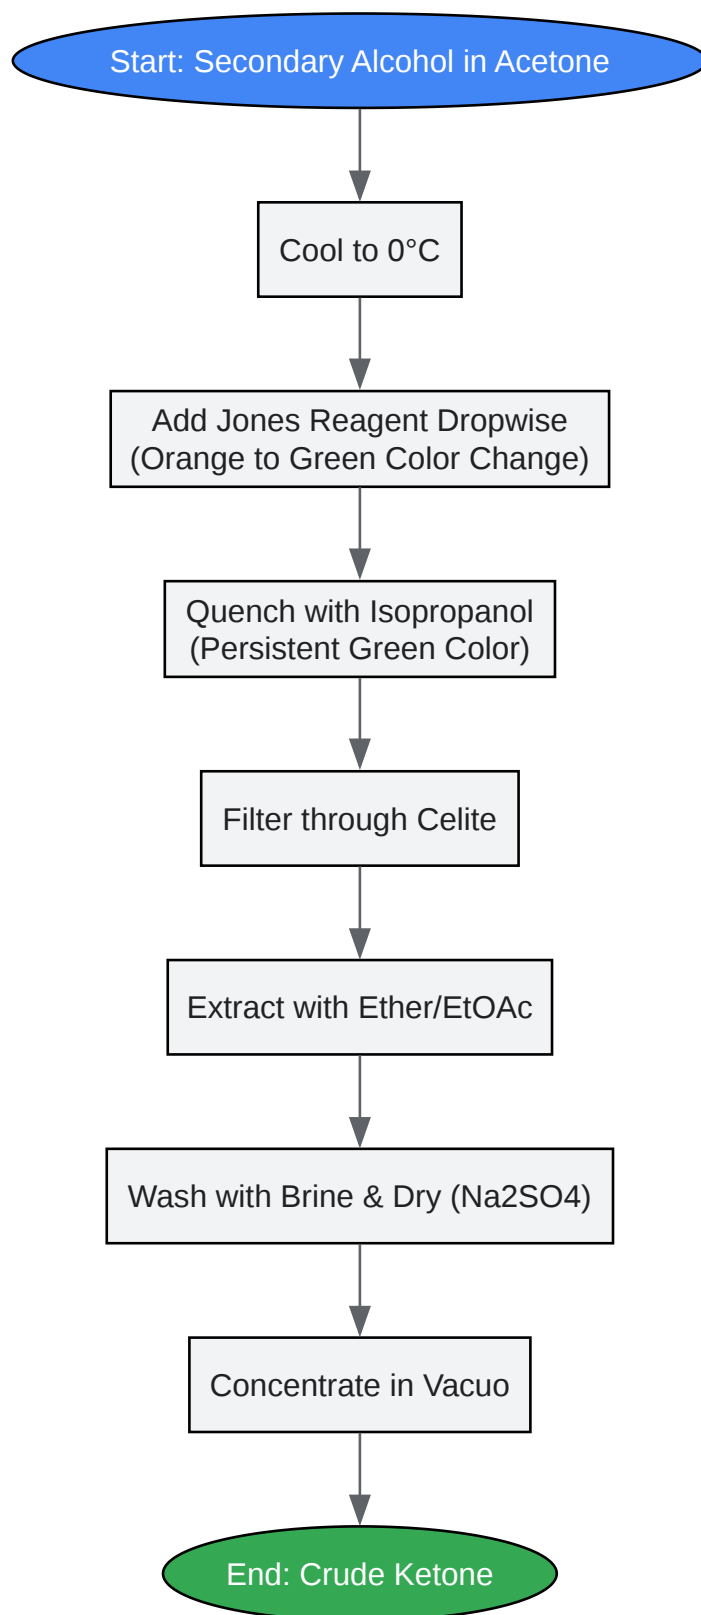 Start: Secondary Alcohol in Acetone
Cool to 0°C
Add Jones Reagent Dropwise
(Orange to Green Color Change)
Quench with Isopropanol
(Persistent Green Color)
Filter through Celite
Extract with Ether/EtOAc
Wash with Brine & Dry (Na2SO4)
Concentrate in Vacuo
End: Crude Ketone